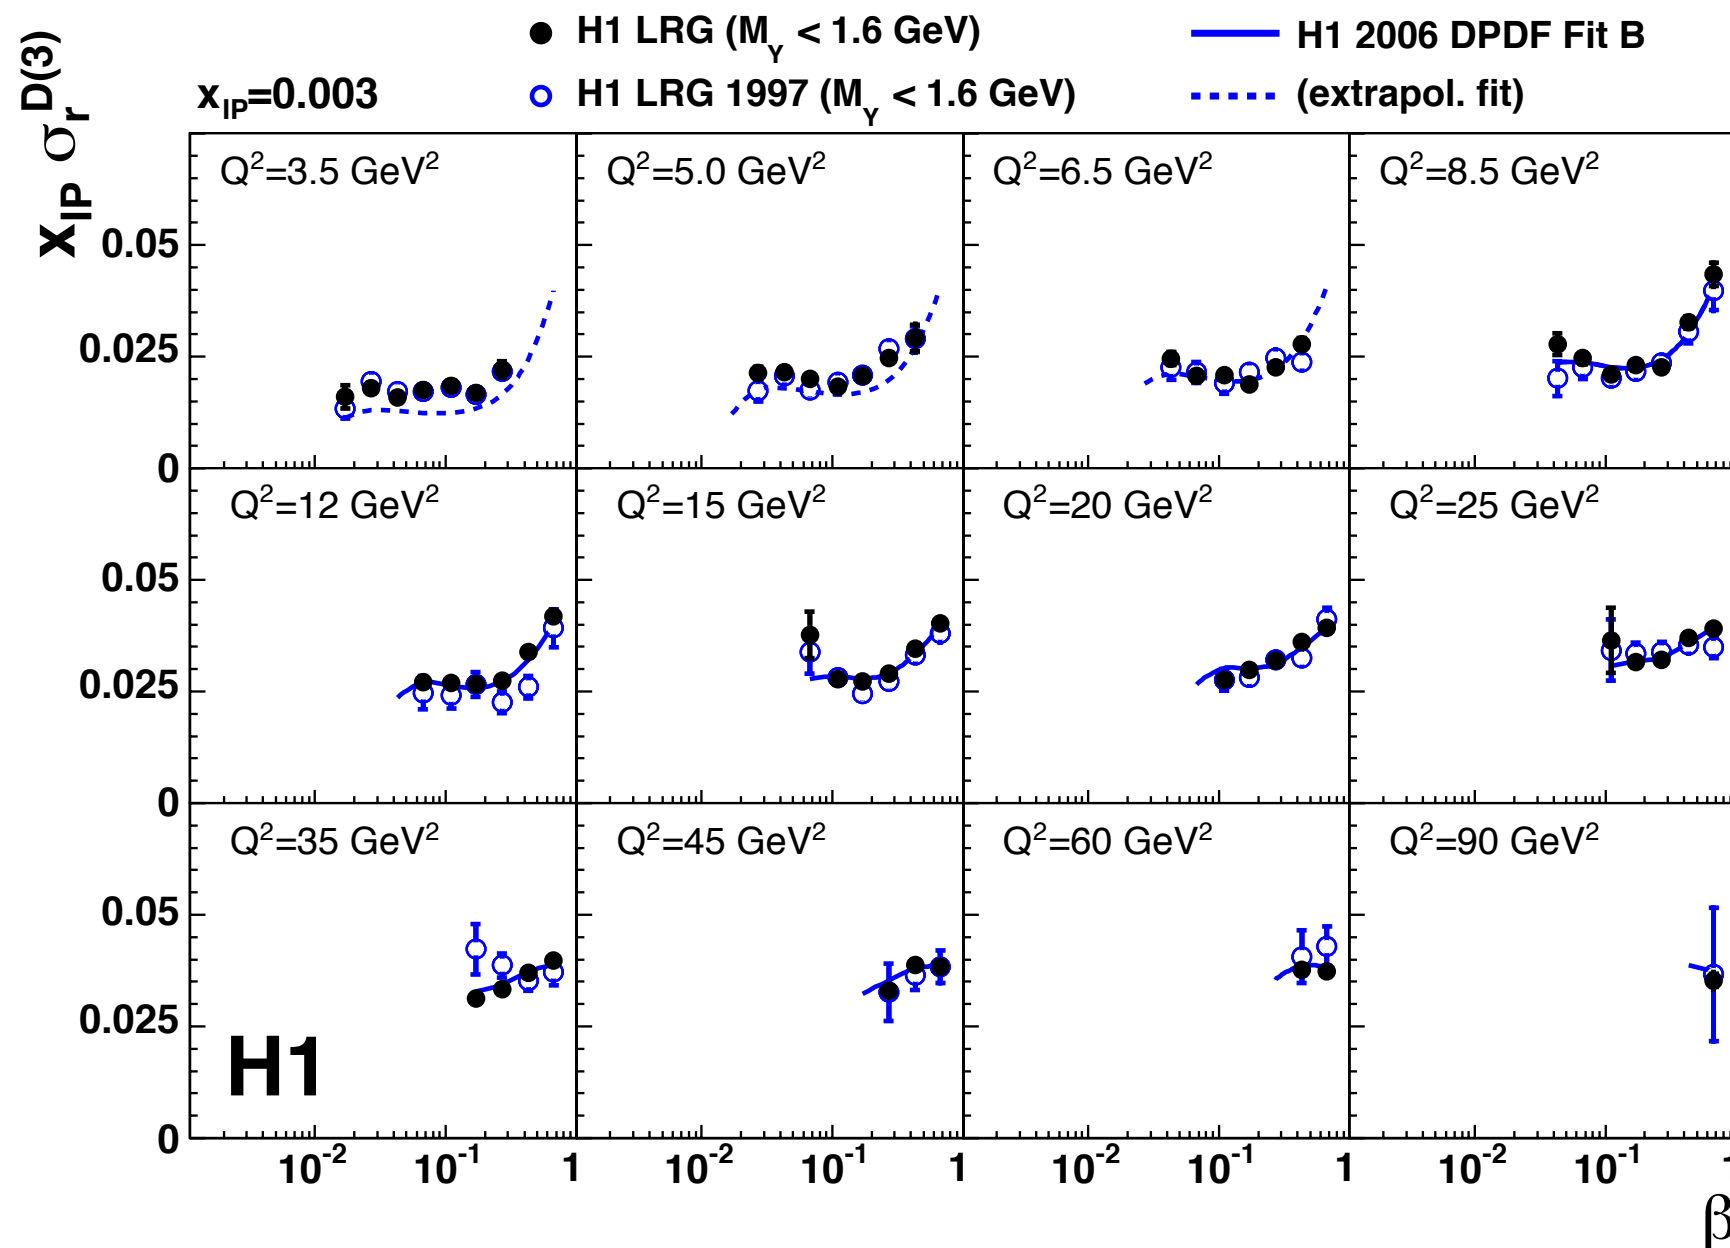 H1 LRG (M_Y < 1.6 GeV)
H1 2006 DPDF Fit B
x_IP=0.003
H1 LRG 1997 (M_Y < 1.6 GeV)
(extrapol. fit)
x_IP σ_r^D(3)
Q²=3.5 GeV²
Q²=5.0 GeV²
Q²=6.5 GeV²
Q²=8.5 GeV²
0.05
0.025
0
Q²=12 GeV²
Q²=15 GeV²
Q²=20 GeV²
Q²=25 GeV²
0.05
0.025
0
Q²=35 GeV²
Q²=45 GeV²
Q²=60 GeV²
Q²=90 GeV²
0.05
0.025
0
H1
10⁻² 10⁻¹ 1
10⁻² 10⁻¹ 1
10⁻² 10⁻¹ 1
10⁻² 10⁻¹ 1
β